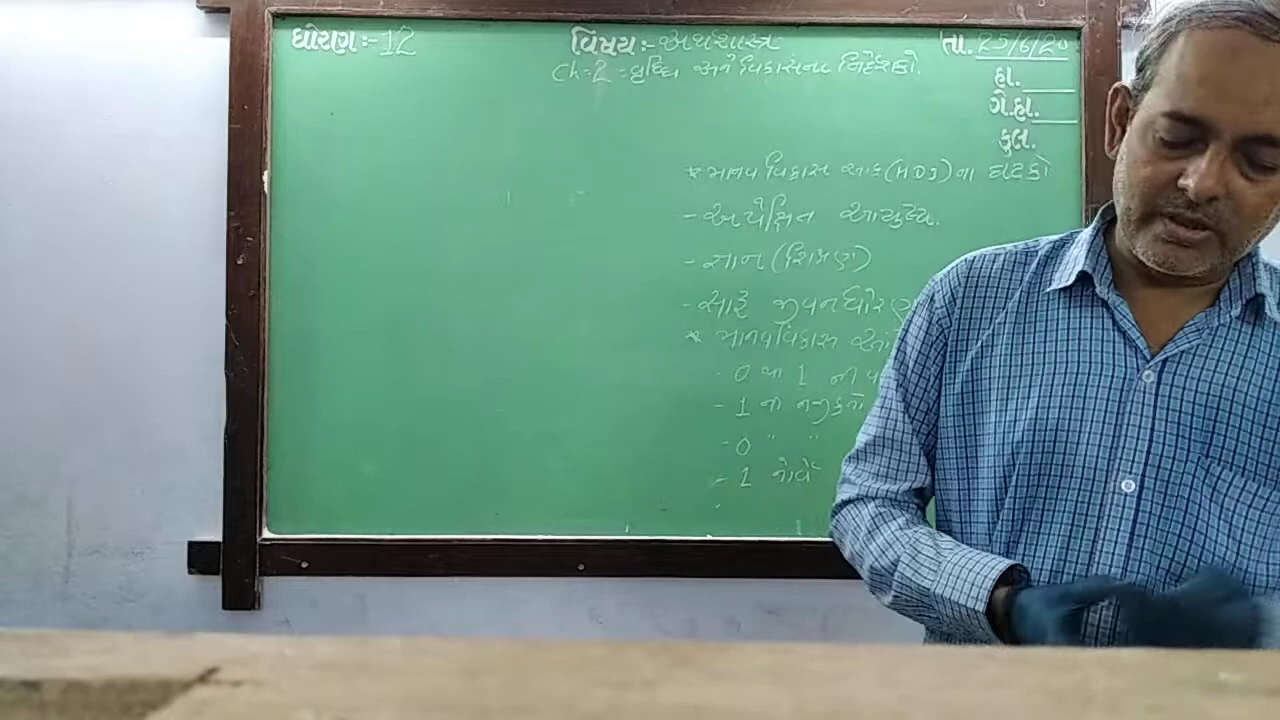 ધોરણ:- 12
વિષય:- અર્થશાસ્ત્ર
તા. 25/6/20
Ch-2 :- વૃદ્ધિ અને વિકાસના નિર્દેશકો.
હા.
ગે.હા.
કુલ.
* માનવ વિકાસ આંક (HDI) ના ઘટકો
- અપેક્ષિત આયુષ્ય.
- જ્ઞાન (શિક્ષણ)
- સારું જીવનધોરણ
* માનવવિકાસ આંક
- 0 થી 1 ની
- 1 ની નજીક
- 0 " "
- 1 નોર્વે